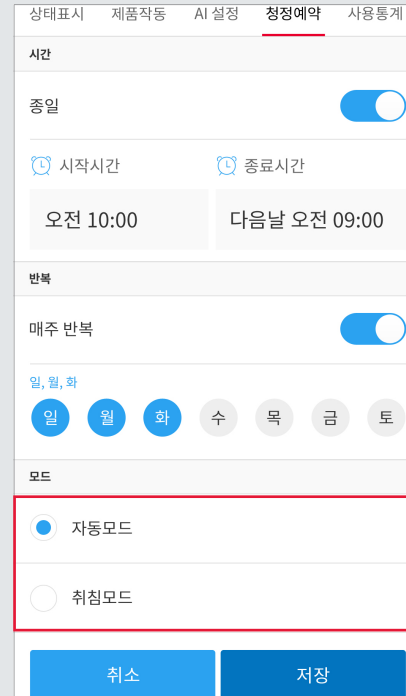 상태표시 제품작동 AI 설정 청정예약 사용통계
시간
종일
시작시간 종료시간
오전 10:00 다음날 오전 09:00
반복
매주 반복
일, 월, 화
일 월 화 수 목 금 토
모드
자동모드
취침모드
취소 저장